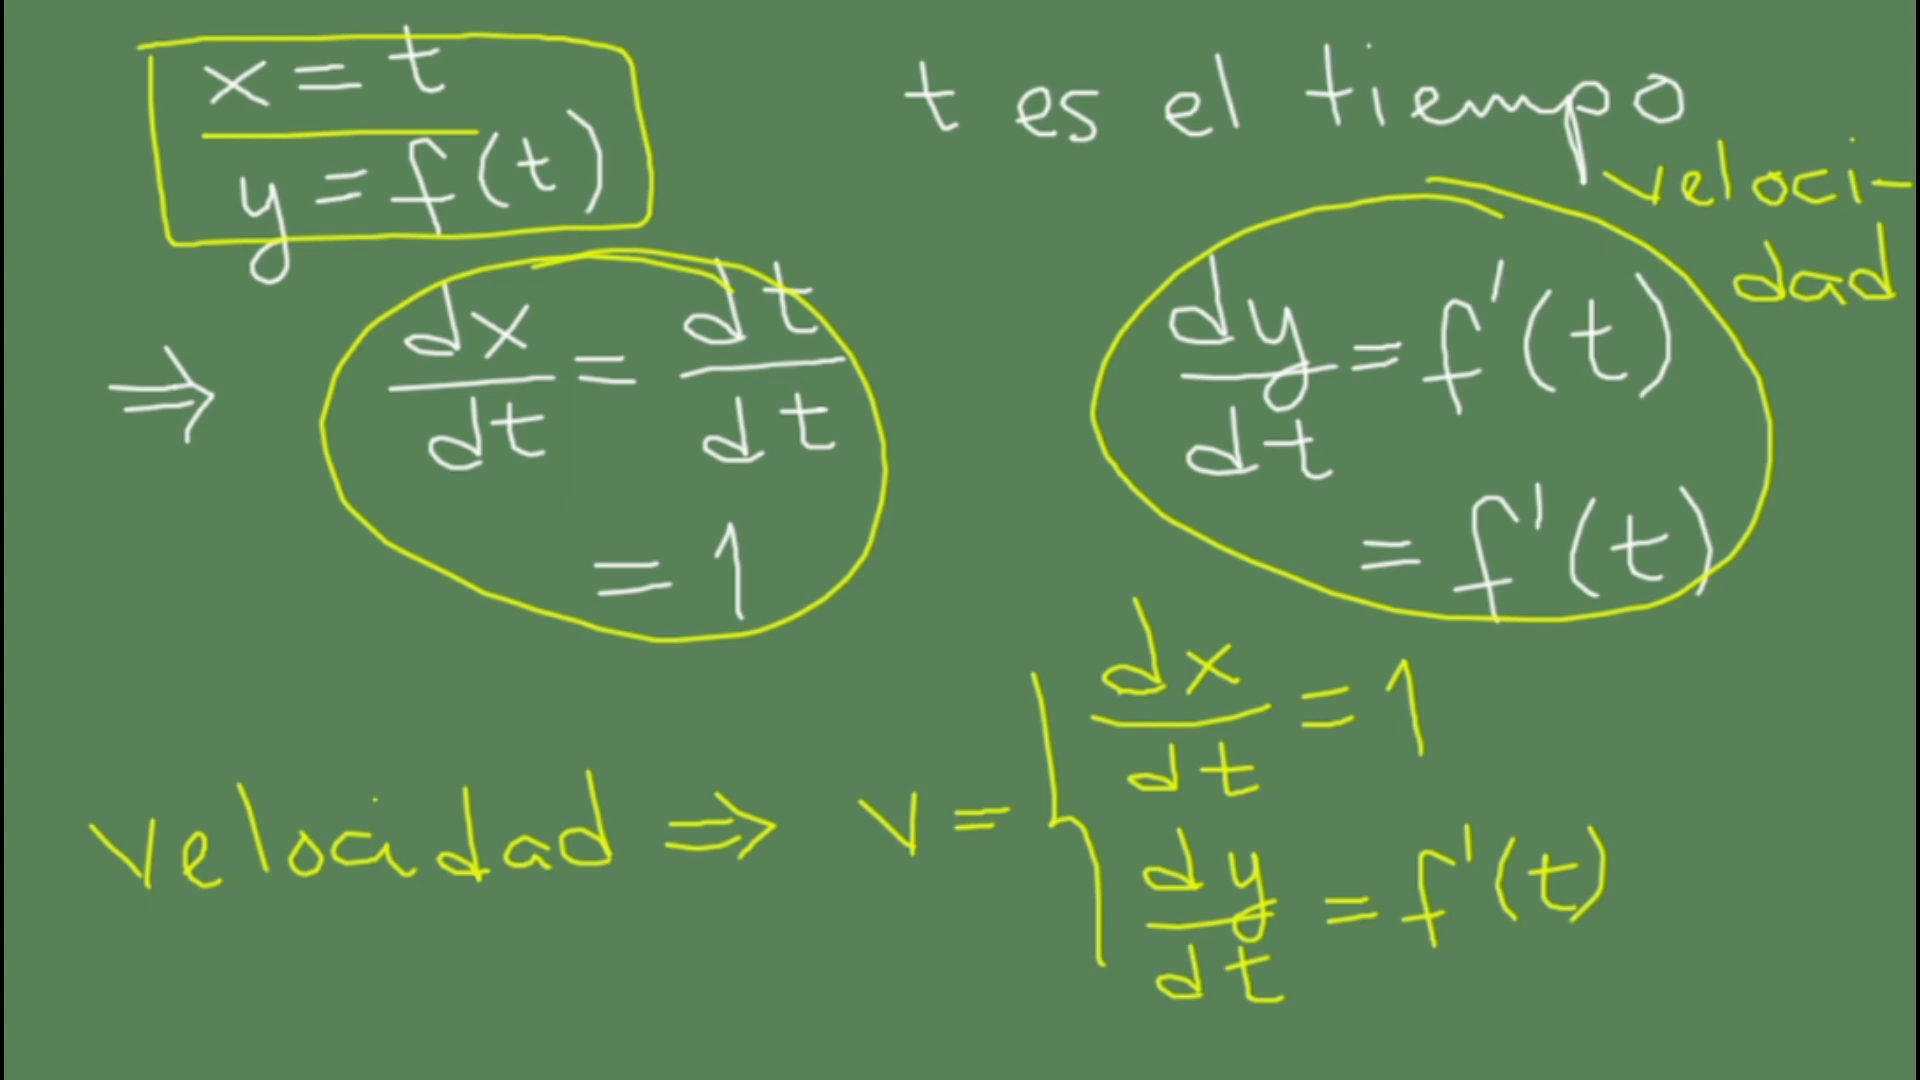 x = t
y = f(t)
t es el tiempo
veloci-
dad
⇒ dx/dt = dt/dt
= 1
dy/dt = f'(t)
= f'(t)
velocidad ⇒ v = { dx/dt = 1
dy/dt = f'(t)